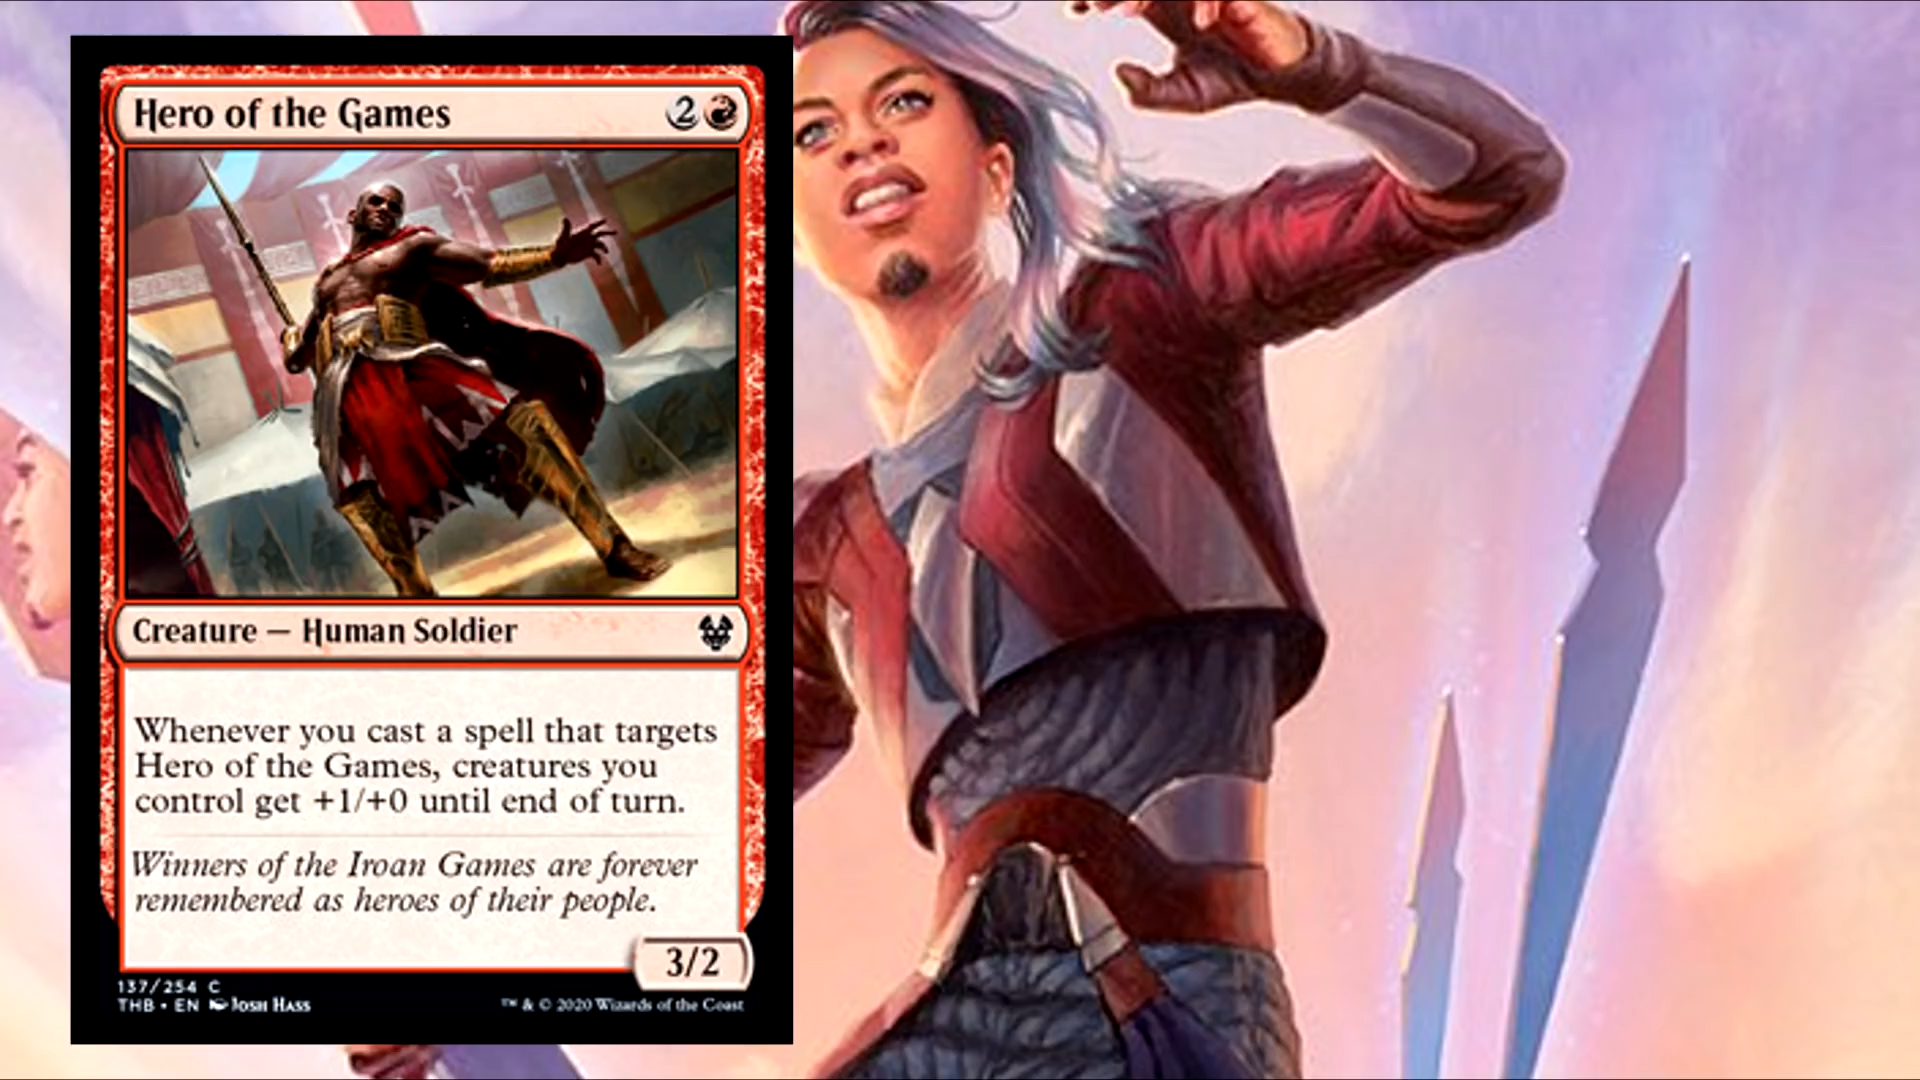 Hero of the Games 2
Creature — Human Soldier
Whenever you cast a spell that targets
Hero of the Games, creatures you
control get +1/+0 until end of turn.
Winners of the Iroan Games are forever
remembered as heroes of their people.
3/2
137/254 C
THB • EN Josh Hass
™ & © 2020 Wizards of the Coast